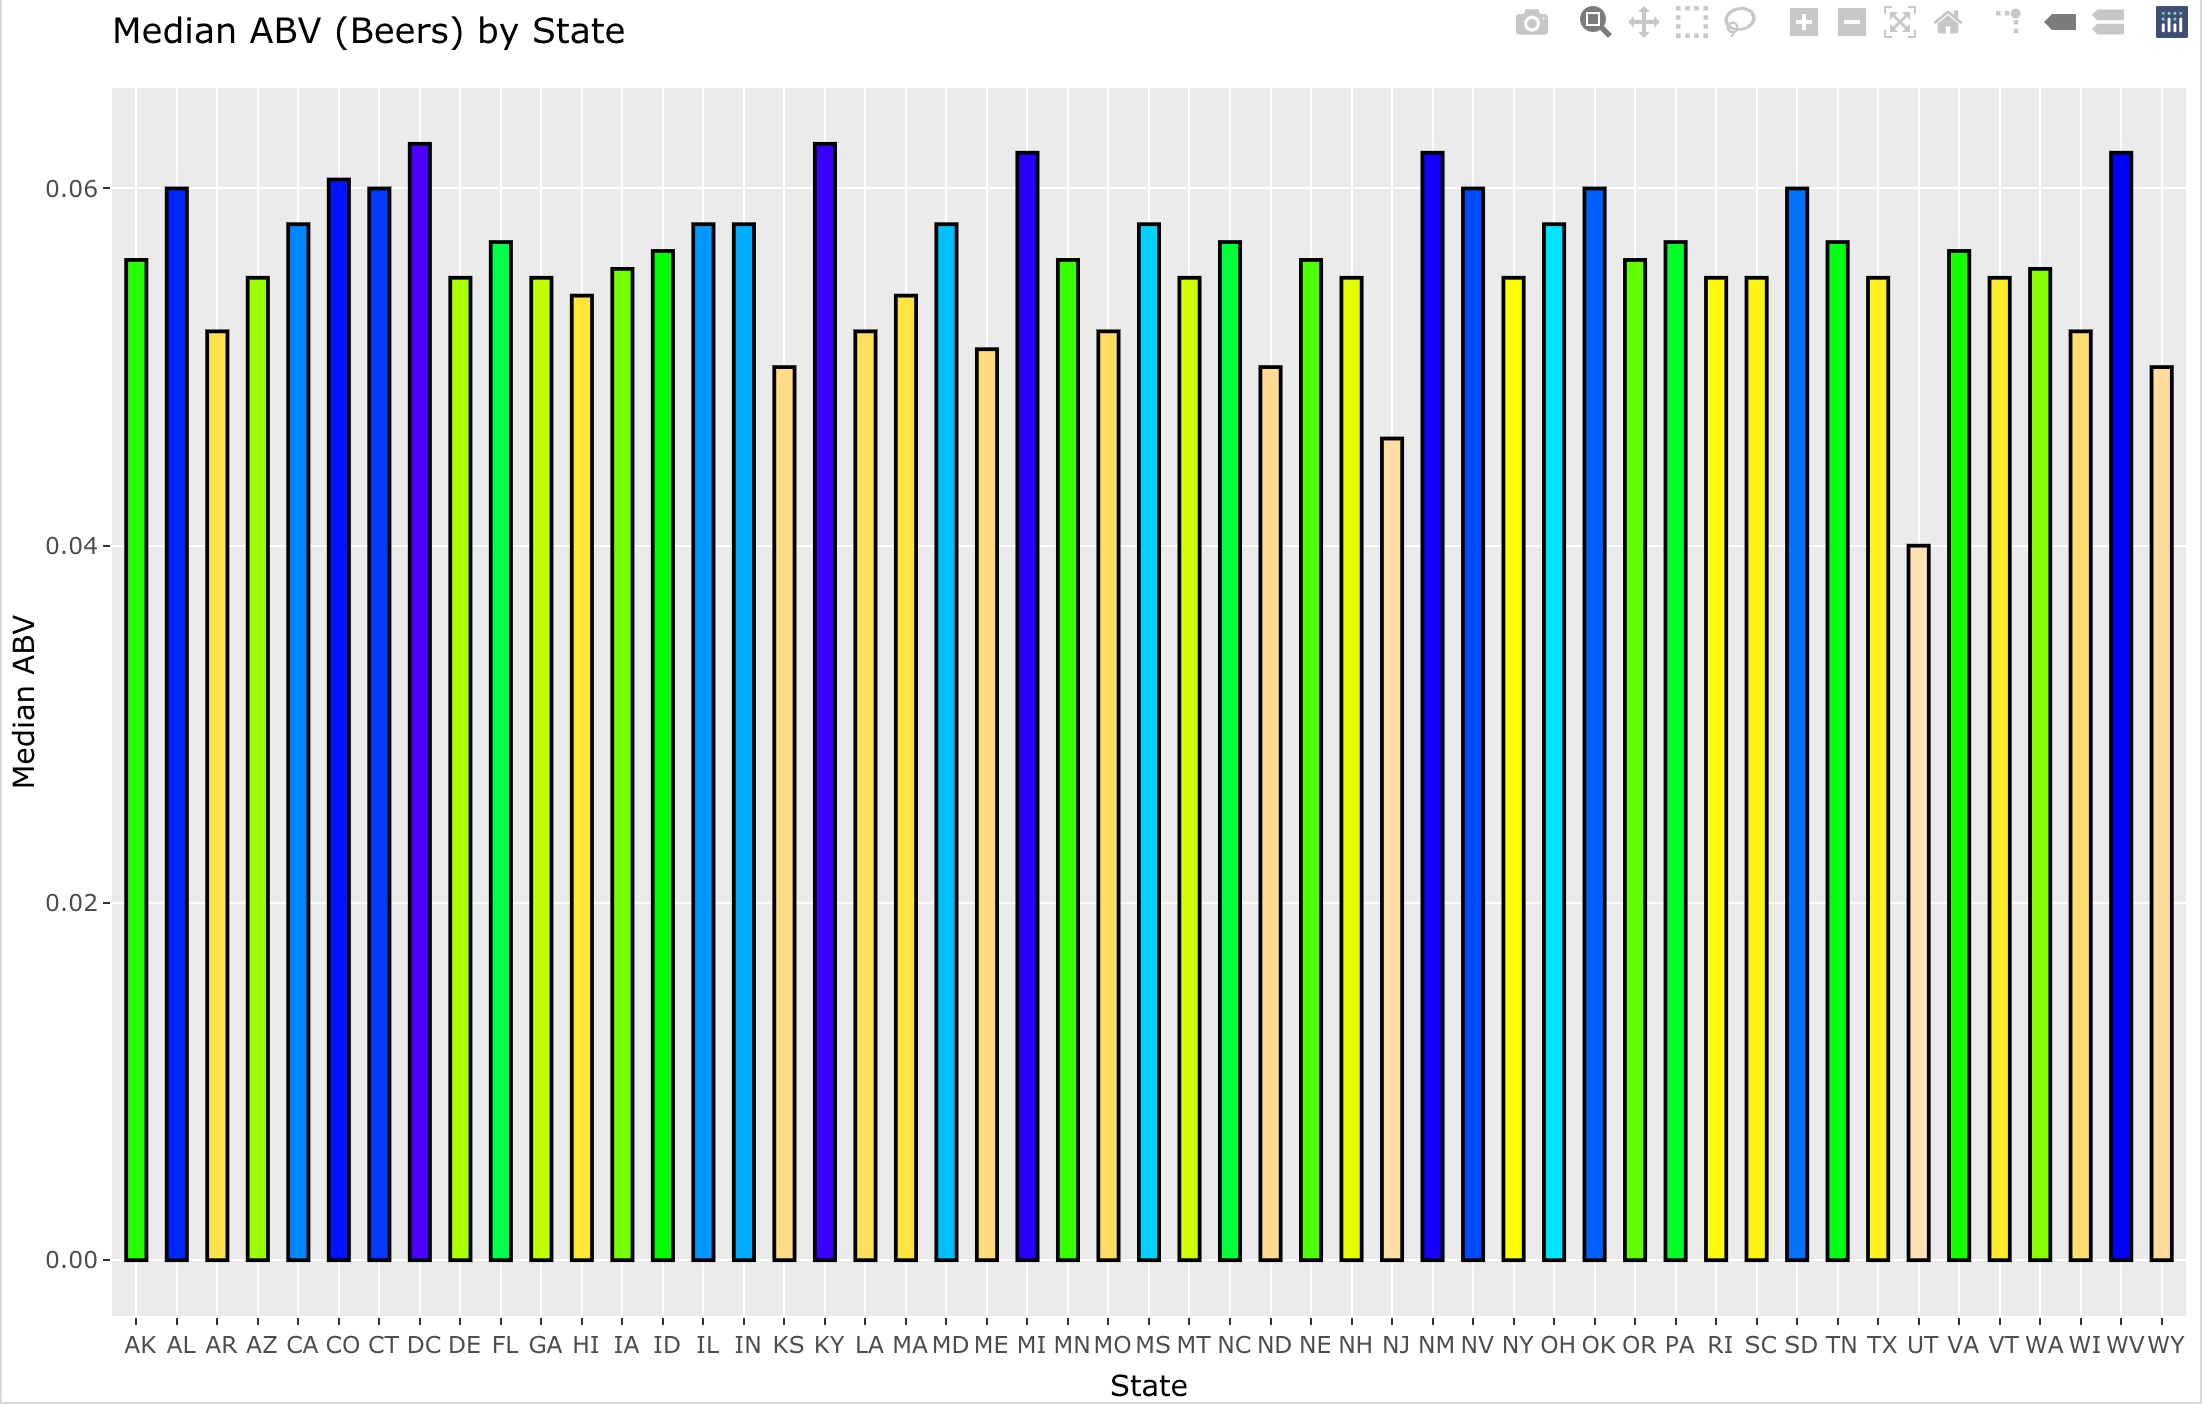 Median ABV (Beers) by State
0.06
0.04
0.02
0.00
Median ABV
AK AL AR AZ CA CO CT DC DE FL GA HI IA ID IL IN KS KY LA MA MD ME MI MN MO MS MT NC ND NE NH NJ NM NV NY OH OK OR PA RI SC SD TN TX UT VA VT WA WI WV WY
State